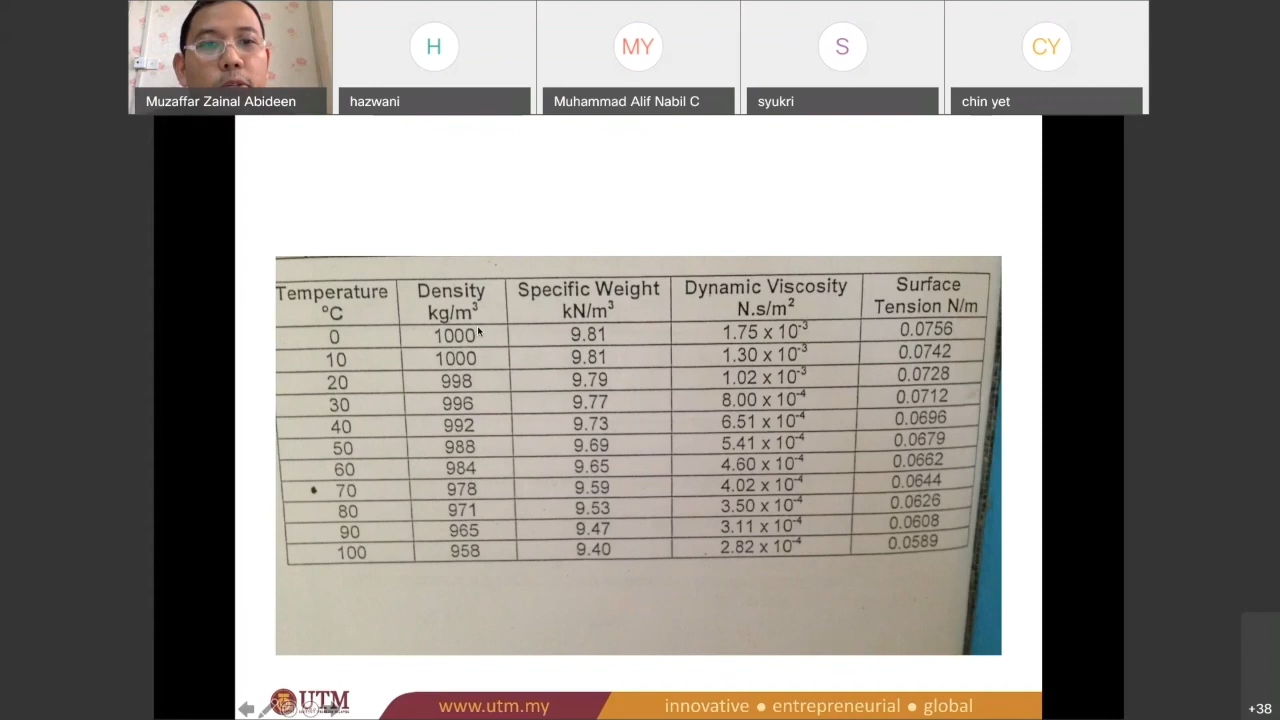 H
MY
S
CY
Muzaffar Zainal Abideen
hazwani
Muhammad Alif Nabil C
syukri
chin yet
Temperature °C Density kg/m³ Specific Weight kN/m³ Dynamic Viscosity N.s/m² Surface Tension N/m
0 1000 9.81 1.75 x 10⁻³ 0.0756
10 1000 9.81 1.30 x 10⁻³ 0.0742
20 998 9.79 1.02 x 10⁻³ 0.0728
30 996 9.77 8.00 x 10⁻⁴ 0.0712
40 992 9.73 6.51 x 10⁻⁴ 0.0696
50 988 9.69 5.41 x 10⁻⁴ 0.0679
60 984 9.65 4.60 x 10⁻⁴ 0.0662
70 978 9.59 4.02 x 10⁻⁴ 0.0644
80 971 9.53 3.50 x 10⁻⁴ 0.0626
90 965 9.47 3.11 x 10⁻⁴ 0.0608
100 958 9.40 2.82 x 10⁻⁴ 0.0589
UTM
www.utm.my
innovative ● entrepreneurial ● global
+38